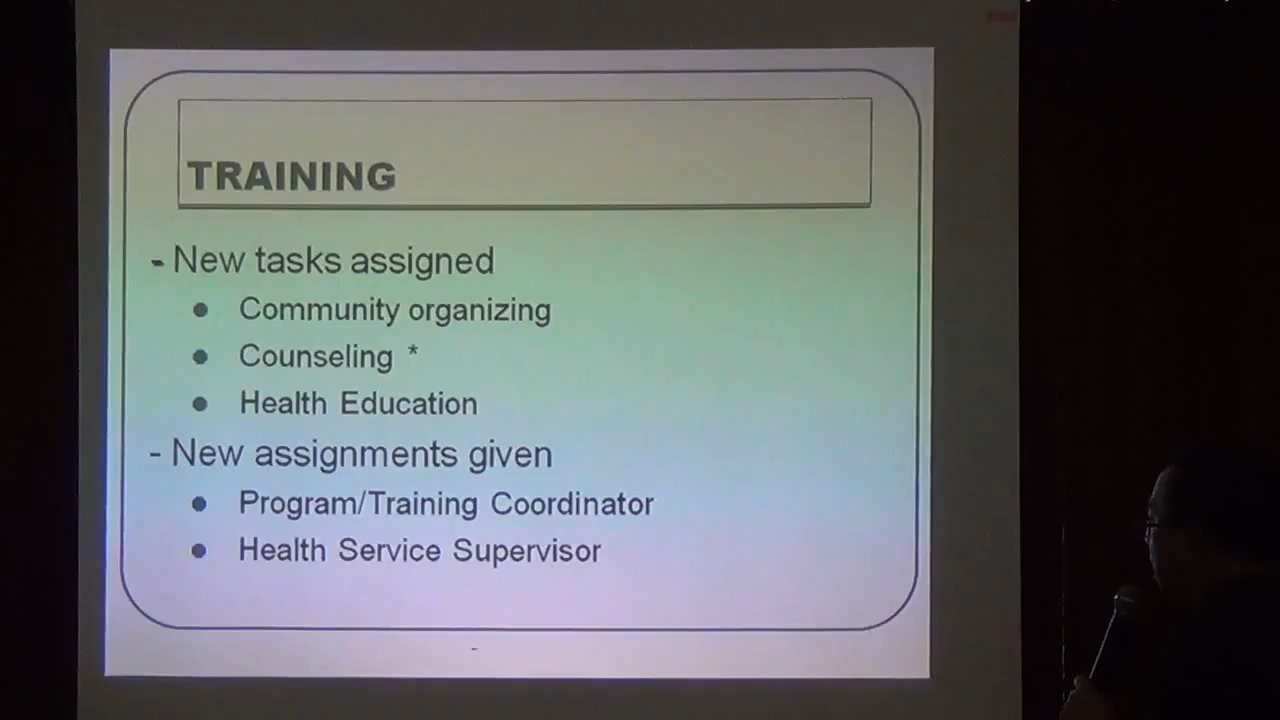 TRAINING
- New tasks assigned
● Community organizing
● Counseling *
● Health Education
- New assignments given
● Program/Training Coordinator
● Health Service Supervisor